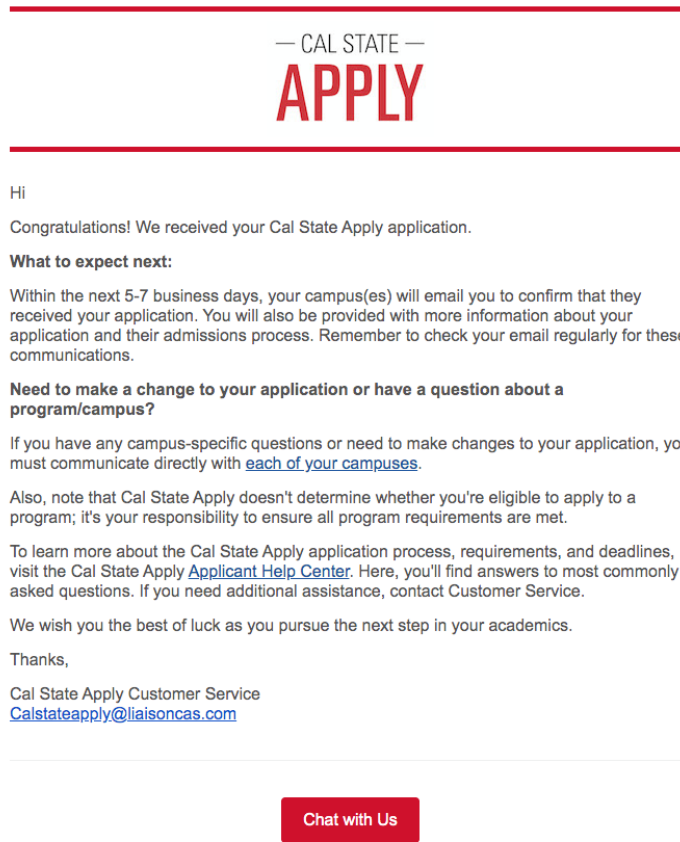 — CAL STATE —
APPLY
Hi
Congratulations! We received your Cal State Apply application.
What to expect next:
Within the next 5-7 business days, your campus(es) will email you to confirm that they
received your application. You will also be provided with more information about your
application and their admissions process. Remember to check your email regularly for these
communications.
Need to make a change to your application or have a question about a
program/campus?
If you have any campus-specific questions or need to make changes to your application, yo
must communicate directly with each of your campuses.
Also, note that Cal State Apply doesn't determine whether you're eligible to apply to a
program; it's your responsibility to ensure all program requirements are met.
To learn more about the Cal State Apply application process, requirements, and deadlines,
visit the Cal State Apply Applicant Help Center. Here, you'll find answers to most commonly
asked questions. If you need additional assistance, contact Customer Service.
We wish you the best of luck as you pursue the next step in your academics.
Thanks,
Cal State Apply Customer Service
Calstateapply@liaisoncas.com
Chat with Us